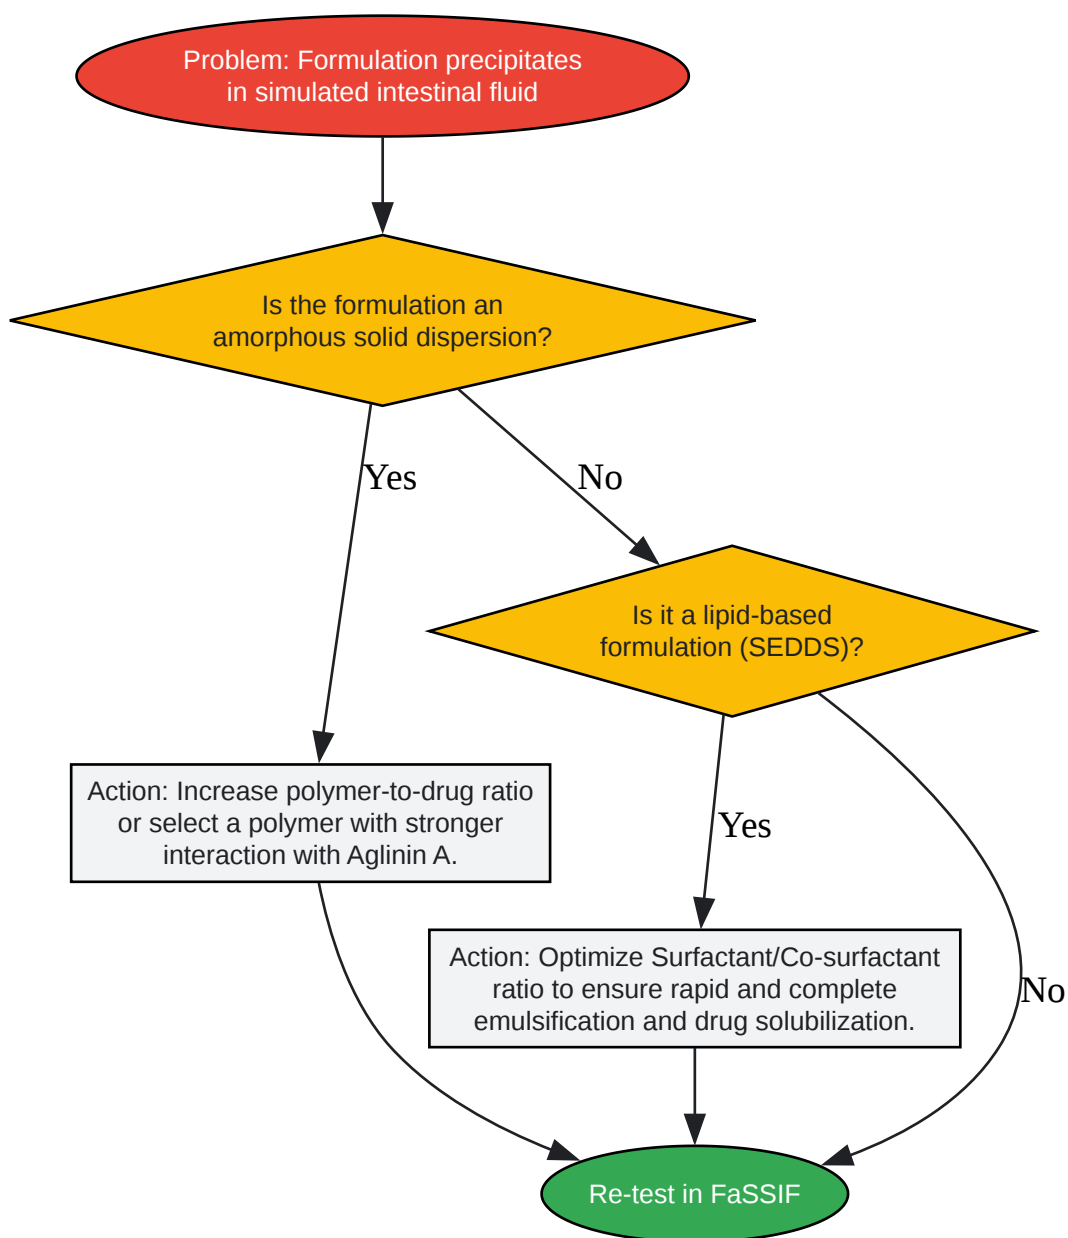 Problem: Formulation precipitates
in simulated intestinal fluid
Is the formulation an
amorphous solid dispersion?
Yes
No
Is it a lipid-based
formulation (SEDDS)?
Action: Increase polymer-to-drug ratio
or select a polymer with stronger
interaction with Aglinin A.
Yes
Action: Optimize Surfactant/Co-surfactant
ratio to ensure rapid and complete
emulsification and drug solubilization.
No
Re-test in FaSSIF